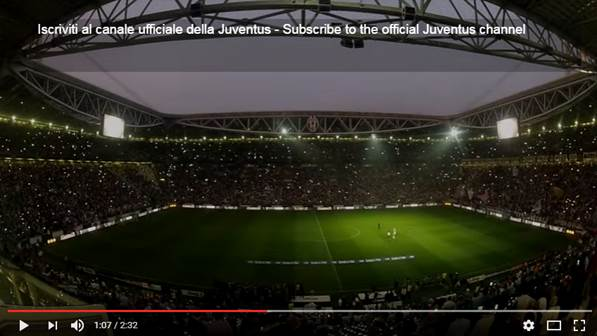 Iscriviti al canale ufficiale della Juventus - Subscribe to the official Juventus channel
1:07 / 2:32